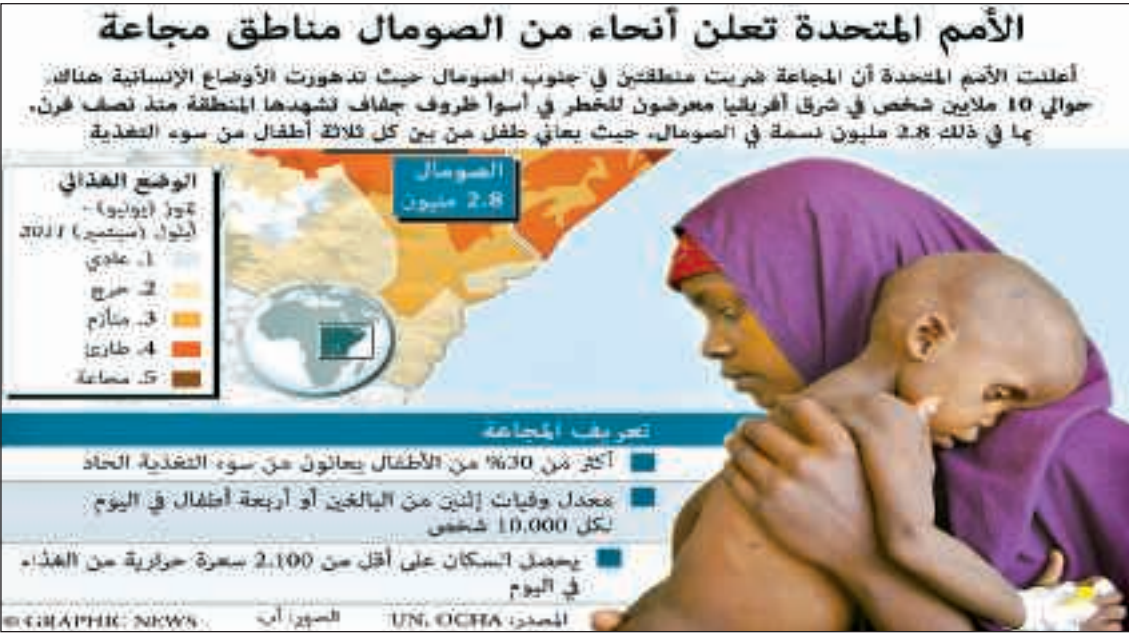 الأمم المتحدة تعلن أنحاء من الصومال مناطق مجاعة
أعلنت الأمم المتحدة أن المجاعة ضربت منطقتين في جنوب الصومال حيث تدهورت الأوضاع الإنسانية هناك.
حوالي 10 ملايين شخص في شرق أفريقيا معرضون للخطر في أسوأ ظروف جفاف تشهدها المنطقة منذ نصف قرن،
بما في ذلك 2.8 مليون نسمة في الصومال، حيث يعاني طفل من بين كل ثلاثة أطفال من سوء التغذية
الصومال
2.8 مليون
الوضع الغذائي
تموز (يوليو) -
أيلول (سبتمبر) 2011
1. عادي
2. حرج
3. متأزم
4. طارئ
5. مجاعة
تعريف المجاعة
أكثر من 30% من الأطفال يعانون من سوء التغذية الحاد
معدل وفيات إثنين من البالغين أو أربعة أطفال في اليوم
لكل 10.000 شخص
يحصل السكان على أقل من 2.100 سعرة حرارية من الغذاء
في اليوم
المصدر: UN, OCHA الصور: أب © GRAPHIC NEWS